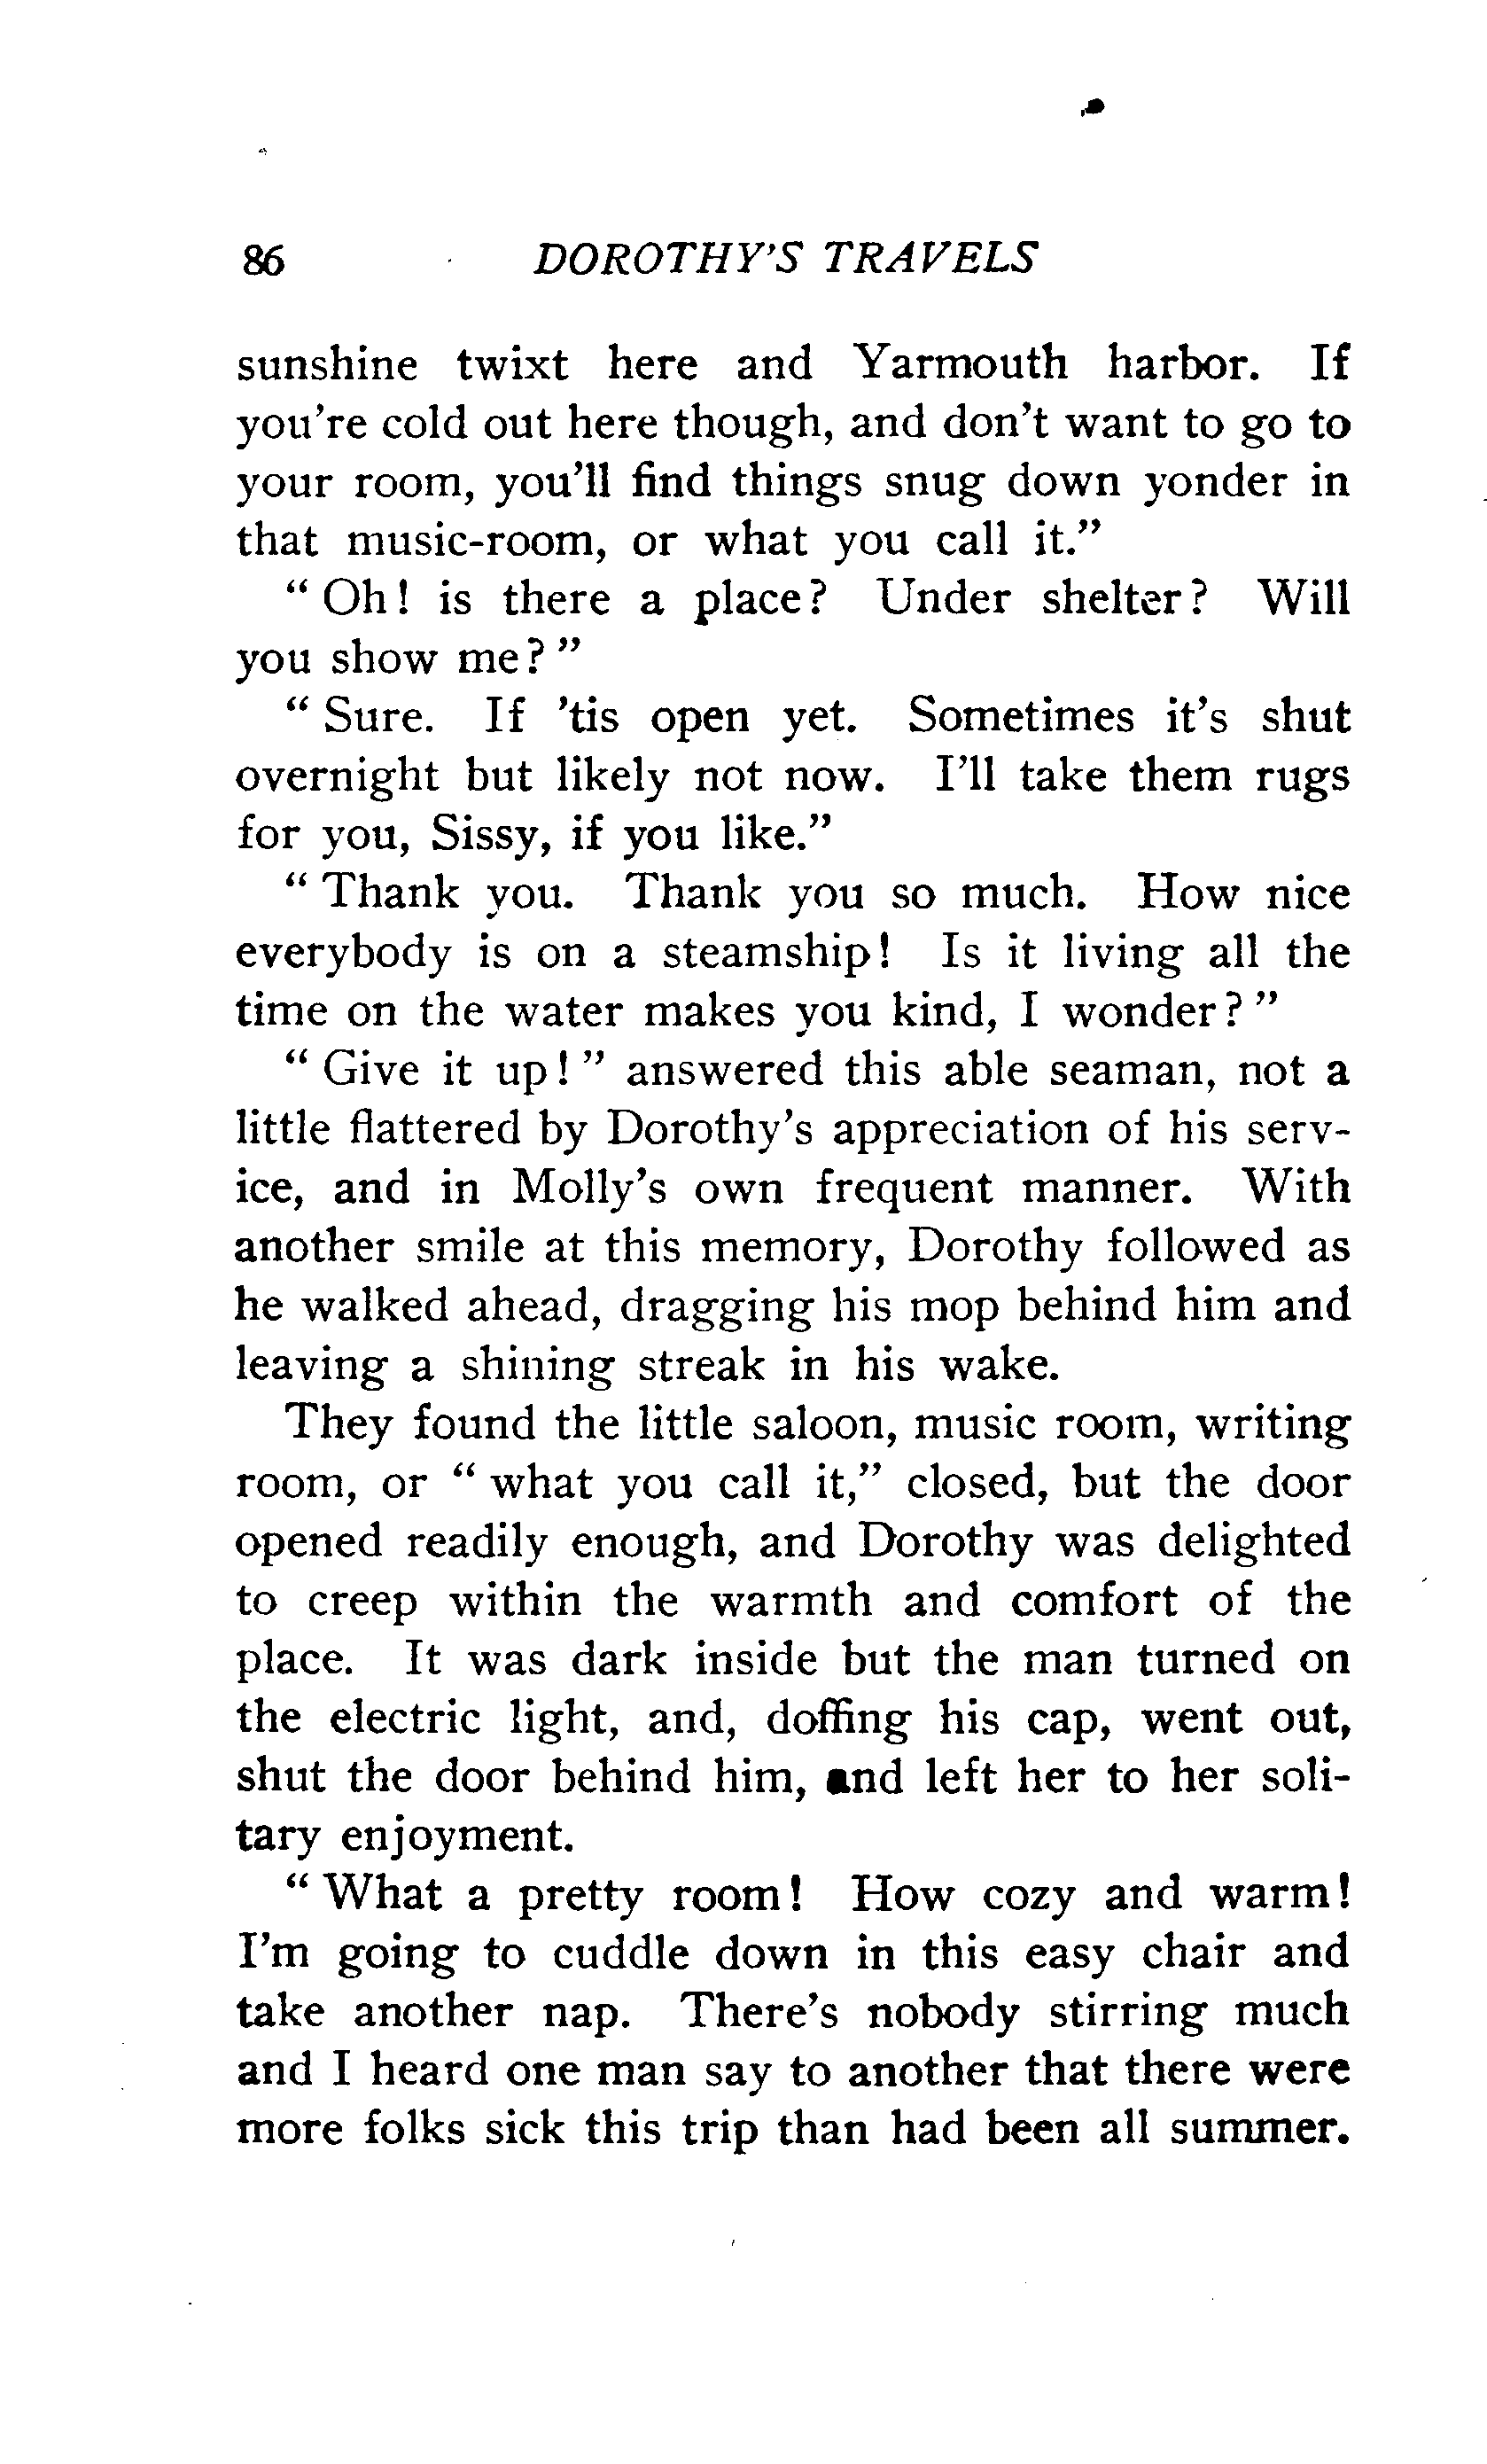 86 DOROTHY'S TRAVELS
sunshine twixt here and Yarmouth harbor. If
you're cold out here though, and don't want to go to
your room, you'll find things snug down yonder in
that music-room, or what you call it."
" Oh! is there a place? Under shelter? Will
you show me? "
" Sure. If 'tis open yet. Sometimes it's shut
overnight but likely not now. I'll take them rugs
for you, Sissy, if you like."
" Thank you. Thank you so much. How nice
everybody is on a steamship! Is it living all the
time on the water makes you kind, I wonder? "
" Give it up! " answered this able seaman, not a
little flattered by Dorothy's appreciation of his serv-
ice, and in Molly's own frequent manner. With
another smile at this memory, Dorothy followed as
he walked ahead, dragging his mop behind him and
leaving a shining streak in his wake.
They found the little saloon, music room, writing
room, or " what you call it," closed, but the door
opened readily enough, and Dorothy was delighted
to creep within the warmth and comfort of the
place. It was dark inside but the man turned on
the electric light, and, doffing his cap, went out,
shut the door behind him, and left her to her soli-
tary enjoyment.
" What a pretty room! How cozy and warm!
I'm going to cuddle down in this easy chair and
take another nap. There's nobody stirring much
and I heard one man say to another that there were
more folks sick this trip than had been all summer.